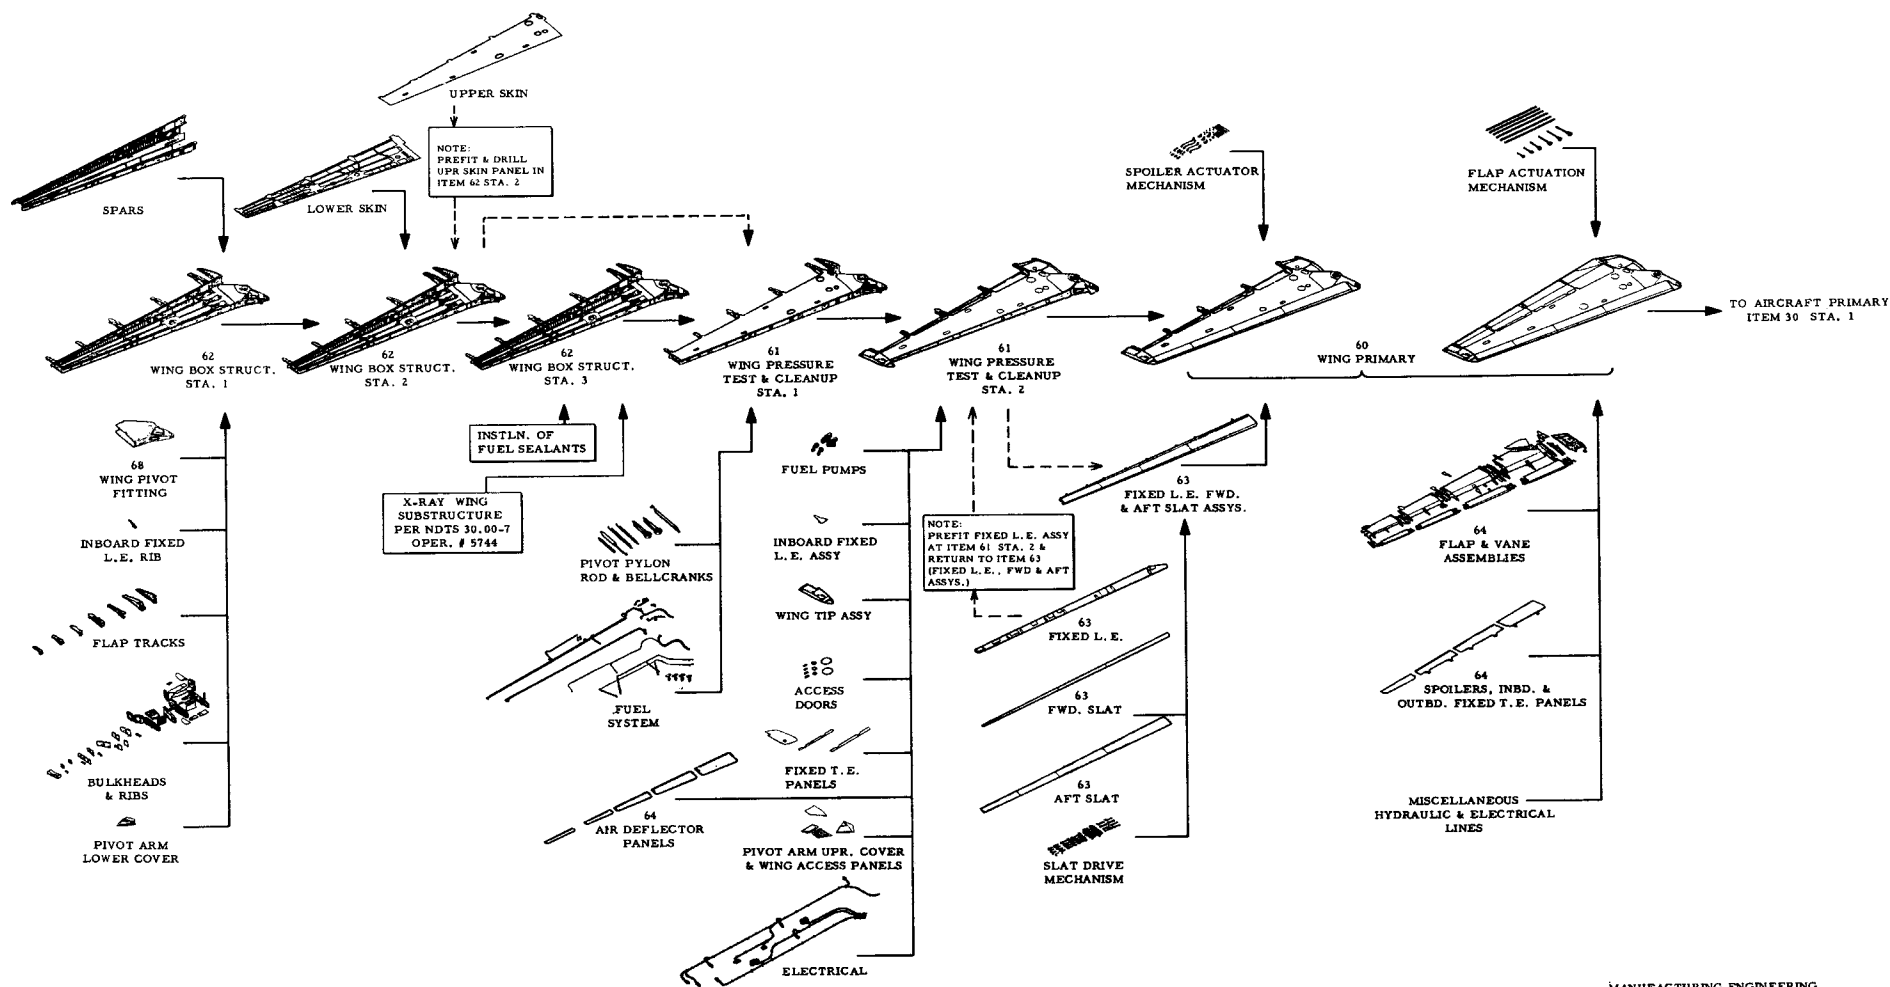 UPPER SKIN
NOTE:
PREFIT & DRILL
UPR SKIN PANEL IN
ITEM 62 STA. 2
SPARS
LOWER SKIN
SPOILER ACTUATOR
MECHANISM
FLAP ACTUATION
MECHANISM
62
WING BOX STRUCT.
STA. 1
62
WING BOX STRUCT.
STA. 2
62
WING BOX STRUCT.
STA. 3
61
WING PRESSURE
TEST & CLEANUP
STA. 1
61
WING PRESSURE
TEST & CLEANUP
STA. 2
60
WING PRIMARY
TO AIRCRAFT PRIMARY
ITEM 30 STA. 1
68
WING PIVOT
FITTING
INBOARD FIXED
L.E. RIB
FLAP TRACKS
BULKHEADS
& RIBS
PIVOT ARM
LOWER COVER
INSTLN. OF
FUEL SEALANTS
X-RAY WING
SUBSTRUCTURE
PER NDTS 30.00-7
OPER. # 5744
PIVOT PYLON
ROD & BELLCRANKS
FUEL
SYSTEM
64
AIR DEFLECTOR
PANELS
FUEL PUMPS
INBOARD FIXED
L.E. ASSY
WING TIP ASSY
ACCESS
DOORS
FIXED T.E.
PANELS
PIVOT ARM UPR. COVER
& WING ACCESS PANELS
ELECTRICAL
NOTE:
PREFIT FIXED L.E. ASSY
AT ITEM 61 STA. 2 &
RETURN TO ITEM 63
(FIXED L.E., FWD & AFT
ASSYS.)
63
FIXED L.E. FWD.
& AFT SLAT ASSYS.
63
FIXED L.E.
63
FWD. SLAT
63
AFT SLAT
SLAT DRIVE
MECHANISM
64
FLAP & VANE
ASSEMBLIES
64
SPOILERS, INBD. &
OUTBD. FIXED T.E. PANELS
MISCELLANEOUS
HYDRAULIC & ELECTRICAL
LINES
MANUFACTURING ENGINEERING